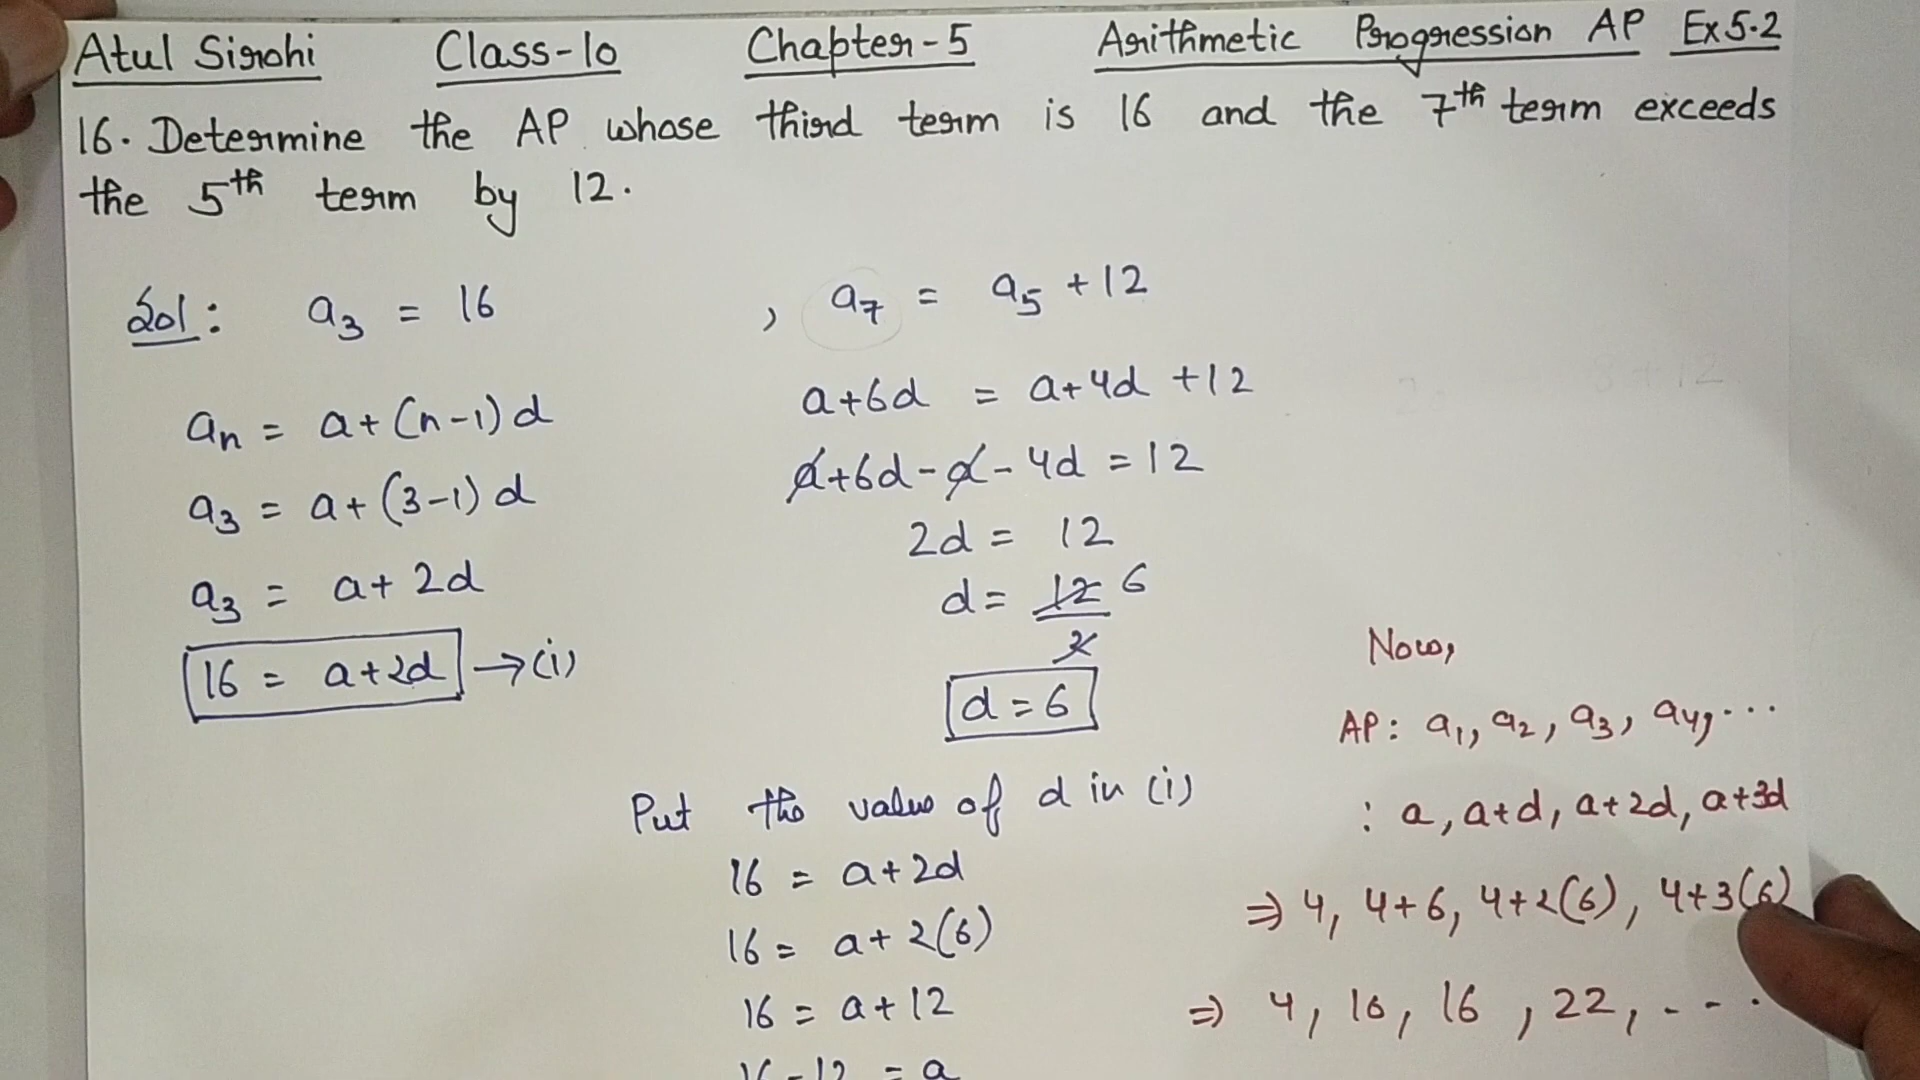 Atul Sirohi Class-10 Chapter-5 Arithmetic Progression AP Ex 5.2
16. Determine the AP whose third term is 16 and the 7th term exceeds
the 5th term by 12.
Sol: a₃ = 16 , a₇ = a₅ + 12
aₙ = a + (n-1) d
a₃ = a + (3-1) d
a₃ = a + 2d
16 = a + 2d → (i)
a + 6d = a + 4d + 12
a + 6d - a - 4d = 12
2d = 12
d = 12 6
2
d = 6
Put the value of d in (i)
16 = a + 2d
16 = a + 2(6)
16 = a + 12
16 - 12 = a
Now,
AP : a₁, a₂, a₃, a₄, ...
: a, a+d, a+2d, a+3d
⇒ 4, 4+6, 4+2(6), 4+3(6)
⇒ 4, 10, 16, 22, - - .